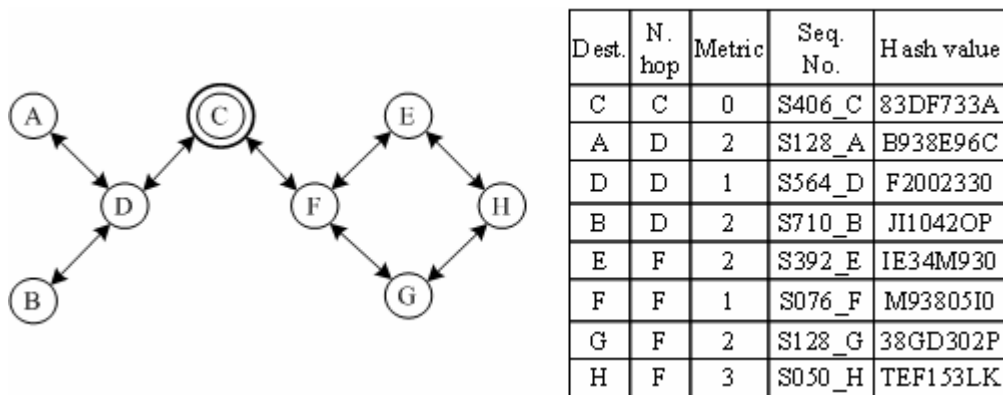 A
C
E
D
F
H
B
G
Dest. N. hop Metric Seq. No. Hash value
C C 0 S406_C 83DF733A
A D 2 S128_A B938E96C
D D 1 S564_D F2002330
B D 2 S710_B JI1042OP
E F 2 S392_E IE34M930
F F 1 S076_F M93805I0
G F 2 S128_G 38GD302P
H F 3 S050_H TEF153LK